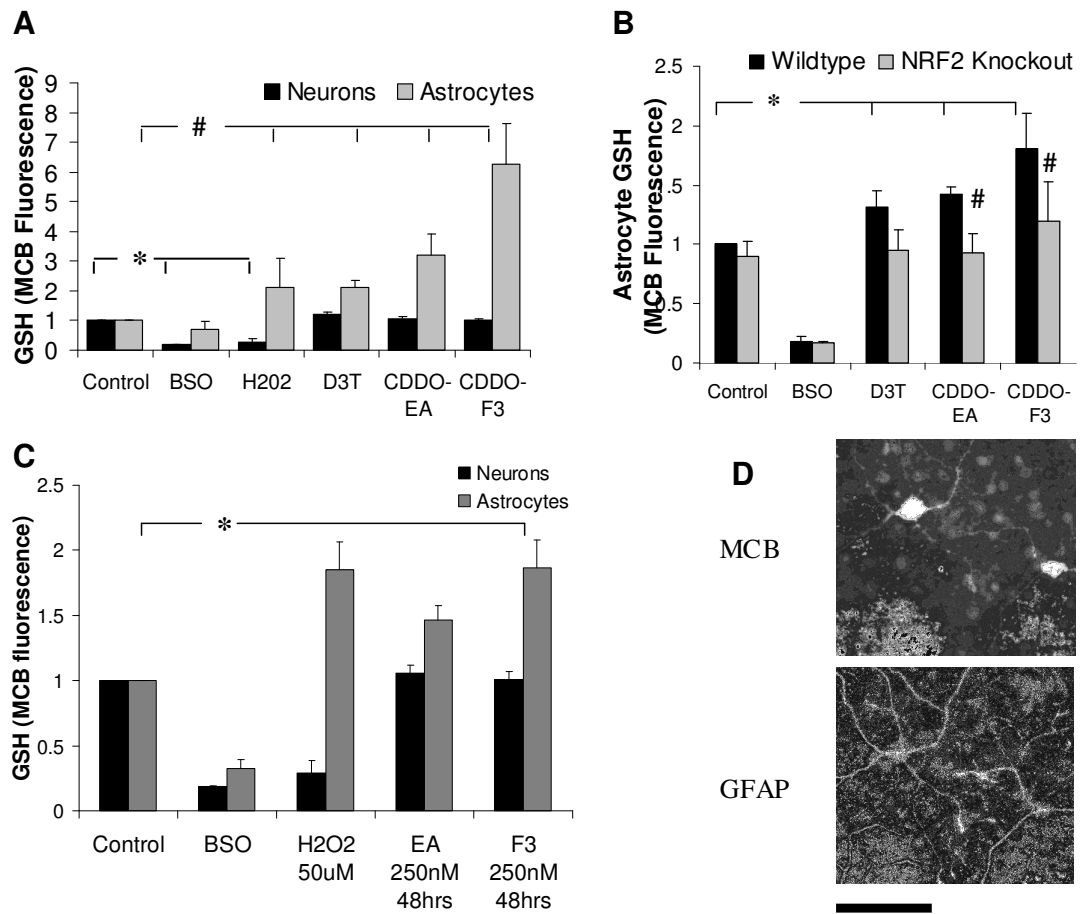 A
GSH (MCB Fluorescence)
Neurons Astrocytes
9
8
7
6
5
4
3
2
1
0
#
*
Control BSO H202 D3T CDDO-EA CDDO-F3
B
Astrocyte GSH
(MCB Fluorescence)
Wildtype NRF2 Knockout
2.5
2
1.5
1
0.5
0
*
#
#
Control BSO D3T CDDO-EA CDDO-F3
C
GSH (MCB fluorescence)
Neurons
Astrocytes
2.5
2
1.5
1
0.5
0
*
Control BSO H2O2 EA F3
50uM 250nM 250nM
48hrs 48hrs
D
MCB
GFAP